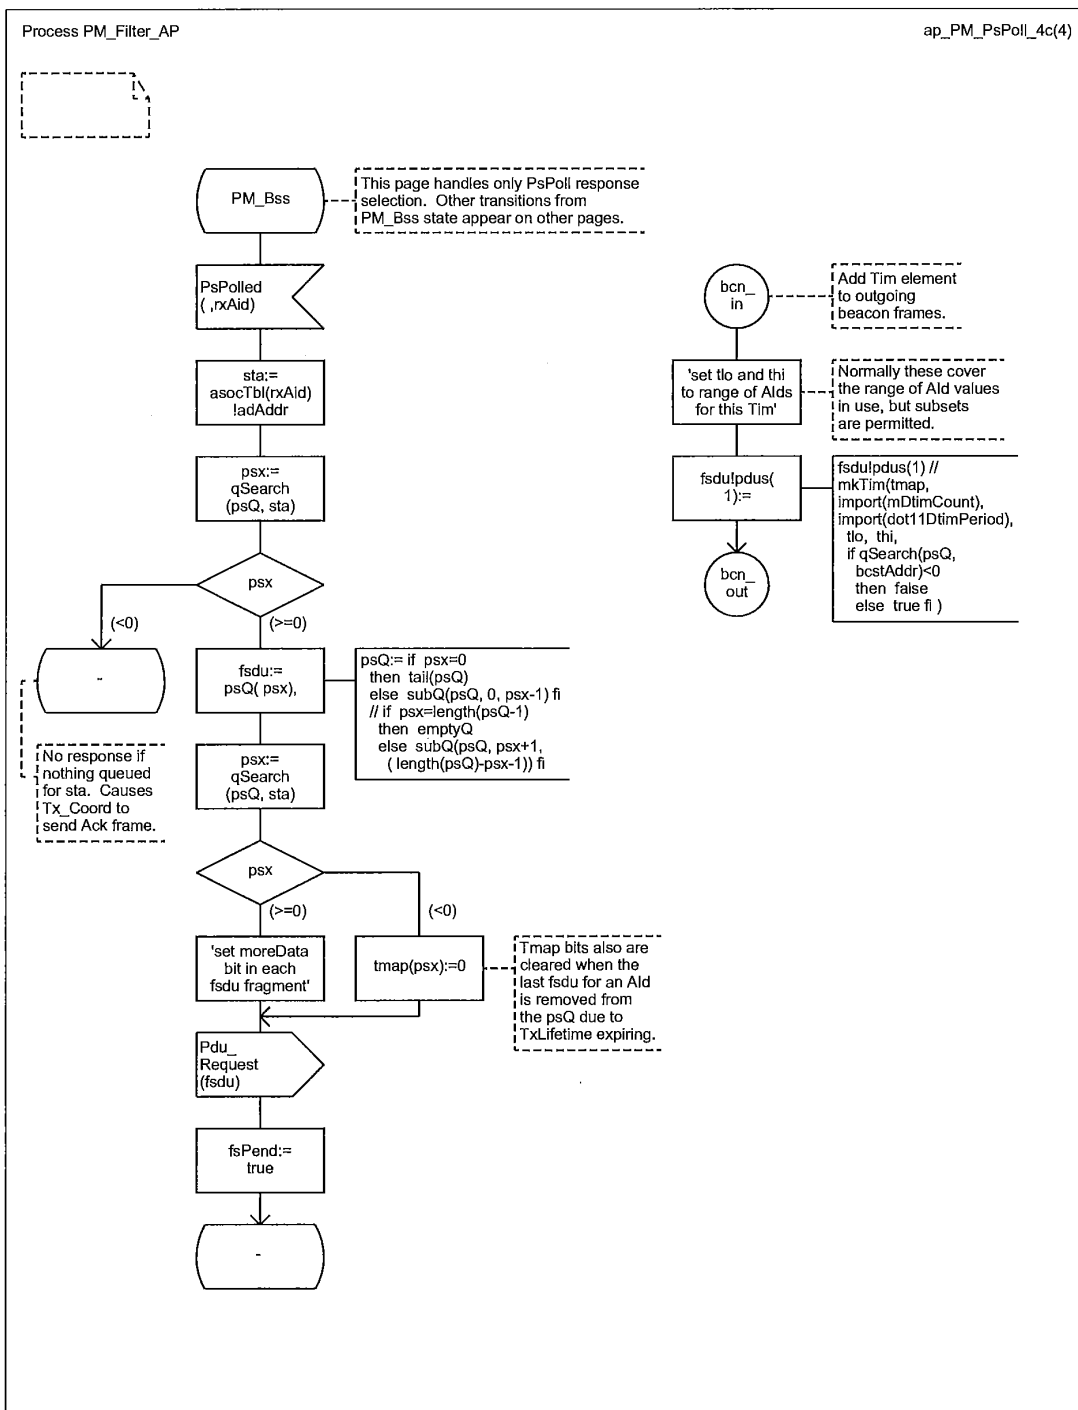 Process PM_Filter_AP
ap_PM_PsPoll_4c(4)
PM_Bss
This page handles only PsPoll response
selection. Other transitions from
PM_Bss state appear on other pages.
PsPolled
( ,rxAid)
sta:=
asocTbl(rxAid)
!adAddr
psx:=
qSearch
(psQ, sta)
psx
(<0)
(>=0)
-
No response if
nothing queued
for sta. Causes
Tx_Coord to
send Ack frame.
fsdu:=
psQ( psx),
psQ:= if psx=0
then tail(psQ)
else subQ(psQ, 0, psx-1) fi
// if psx=length(psQ-1)
then emptyQ
else subQ(psQ, psx+1,
( length(psQ)-psx-1)) fi
psx:=
qSearch
(psQ, sta)
psx
(>=0)
(<0)
'set moreData
bit in each
fsdu fragment'
tmap(psx):=0
Tmap bits also are
cleared when the
last fsdu for an AId
is removed from
the psQ due to
TxLifetime expiring.
Pdu_
Request
(fsdu)
fsPend:=
true
-
bcn_
in
Add Tim element
to outgoing
beacon frames.
'set tlo and thi
to range of AIds
for this Tim'
Normally these cover
the range of AId values
in use, but subsets
are permitted.
fsdu!pdus(
1):=
fsdu!pdus(1) //
mkTim(tmap,
import(mDtimCount),
import(dot11DtimPeriod),
tlo, thi,
if qSearch(psQ,
bcstAddr)<0
then false
else true fi )
bcn_
out